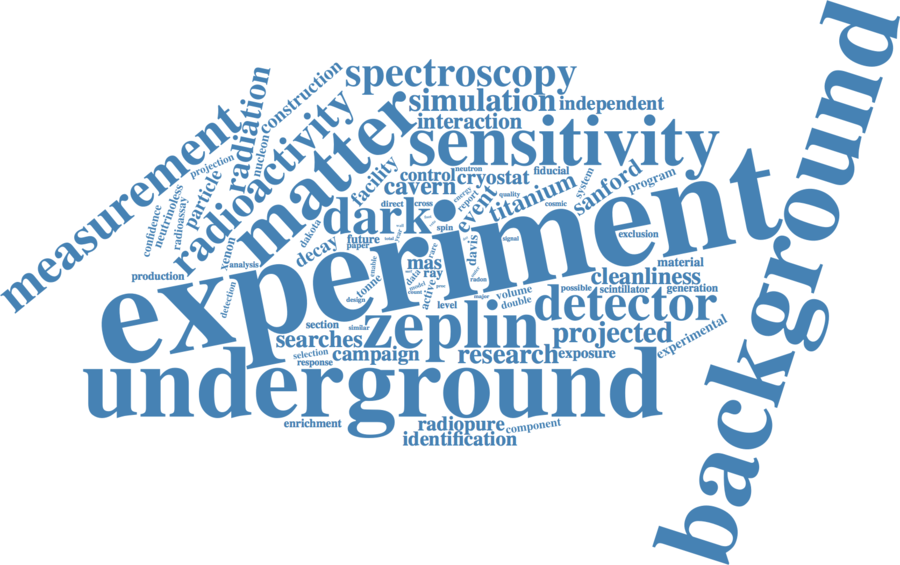 background
spectroscopy
construction
simulation
independent
radiation
matter
interaction
measurement
radioactivity
sensitivity
nucleon
projection
facility
neutron
fiducial
system
control
cryostat
cavern
particle
sanford
program
titanium
experiment
event
energy
report
quality
neutrinoless
confidence
radioassay
direct
cross
cosmic
dark
spin
dakota
signal
exclusion
decay
future
paper
davis
rare
xenon
analysis
mas
material
production
ray
data
cleanliness
enable
tonne
active
radon
detection
model
possible
scintillator
generation
volume
design
major
double
level
detector
section
similar
zeplin
projected
experimental
searches
selection
campaign
research
exposure
response
underground
enrichment
radiopure
component
identification